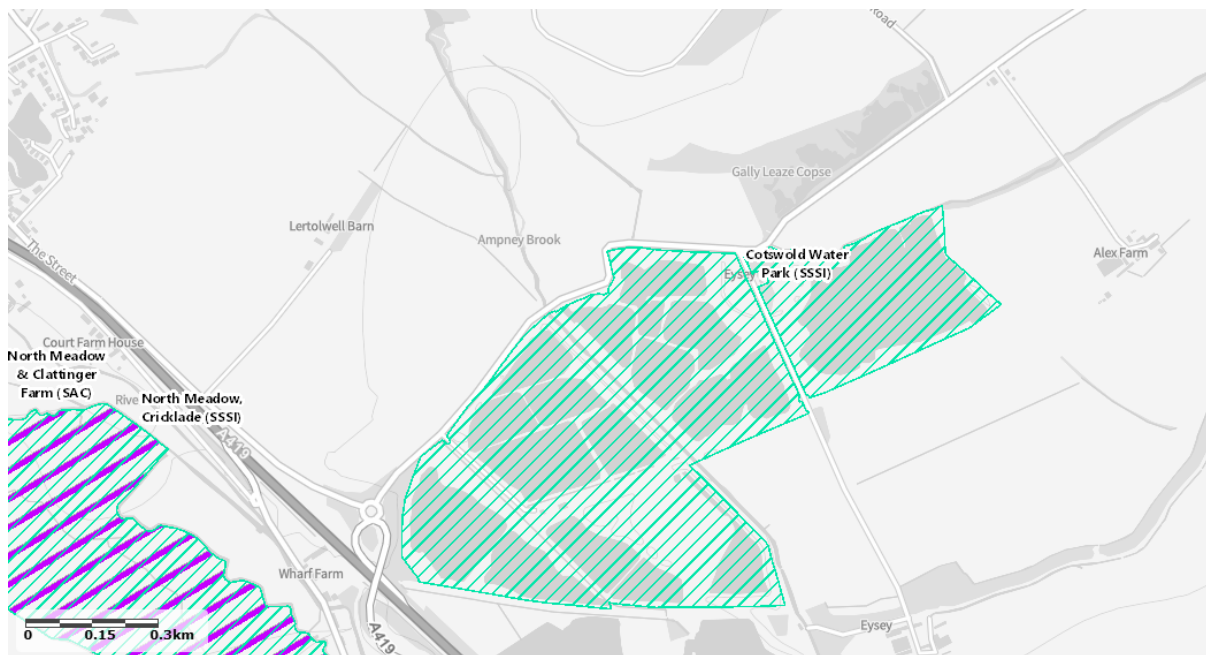 Road
Gally Leaze Copse
Lertolwell Barn
Ampney Brook
Cotswold Water
Park (SSSI)
Eysey
Alex Farm
The Street
Court Farm House
North Meadow
& Clattinger
Farm (SAC)
North Meadow,
Cricklade (SSSI)
Rive
A419
Wharf Farm
A419
Eysey
0 0.15 0.3km